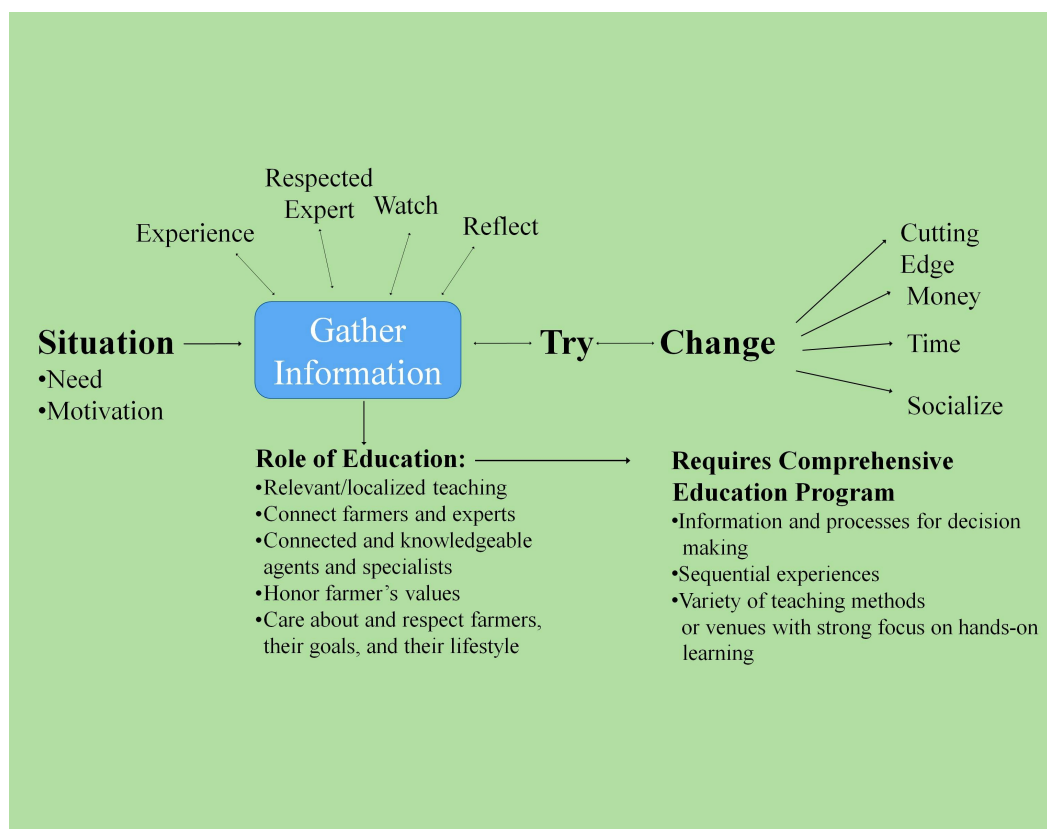 Respected
Expert
Watch
Experience
Reflect
Cutting
Edge
Money
Situation
•Need
•Motivation
Gather
Information
Try
Change
Time
Socialize
Role of Education:
•Relevant/localized teaching
•Connect farmers and experts
•Connected and knowledgeable
agents and specialists
•Honor farmer’s values
•Care about and respect farmers,
their goals, and their lifestyle
Requires Comprehensive
Education Program
•Information and processes for decision
making
•Sequential experiences
•Variety of teaching methods
or venues with strong focus on hands-on
learning